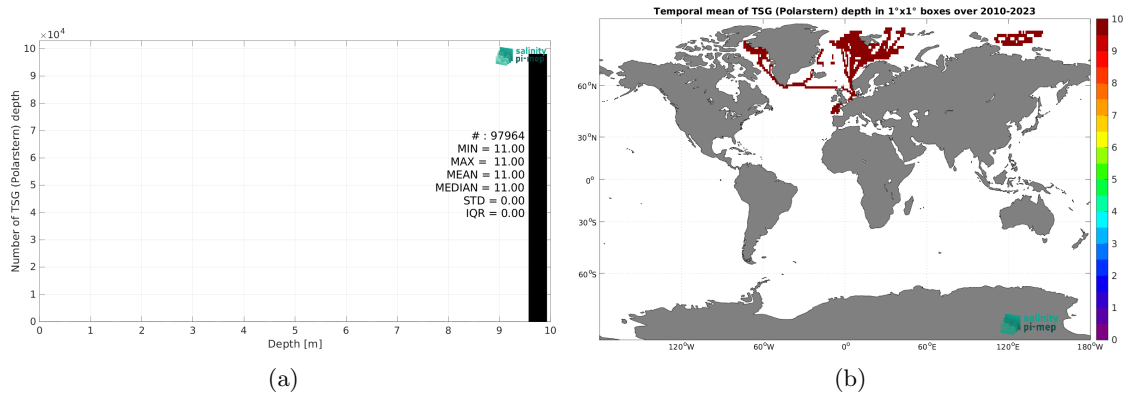 ×10⁴
10
9
8
7
6
5
4
3
2
1
0
Number of TSG (Polarstern) depth
salinity
pi-mep
# : 97964
MIN = 11.00
MAX = 11.00
MEAN = 11.00
MEDIAN = 11.00
STD = 0.00
IQR = 0.00
0 1 2 3 4 5 6 7 8 9 10
Depth [m]
(a)
Temporal mean of TSG (Polarstern) depth in 1°x1° boxes over 2010-2023
60°N
30°N
0°
30°S
60°S
120°W 60°W 0° 60°E 120°E 180°W
salinity
pi-mep
10
9
8
7
6
5
4
3
2
1
0
(b)